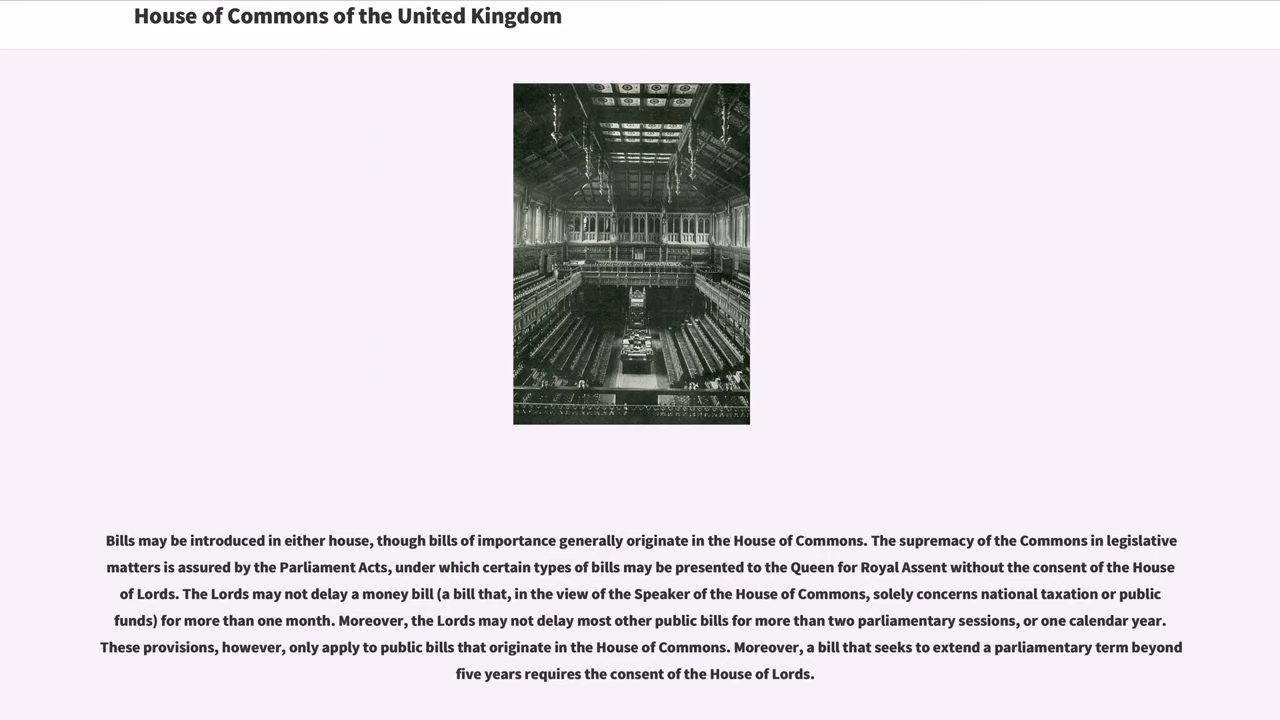 House of Commons of the United Kingdom
Bills may be introduced in either house, though bills of importance generally originate in the House of Commons. The supremacy of the Commons in legislative
matters is assured by the Parliament Acts, under which certain types of bills may be presented to the Queen for Royal Assent without the consent of the House
of Lords. The Lords may not delay a money bill (a bill that, in the view of the Speaker of the House of Commons, solely concerns national taxation or public
funds) for more than one month. Moreover, the Lords may not delay most other public bills for more than two parliamentary sessions, or one calendar year.
These provisions, however, only apply to public bills that originate in the House of Commons. Moreover, a bill that seeks to extend a parliamentary term beyond
five years requires the consent of the House of Lords.